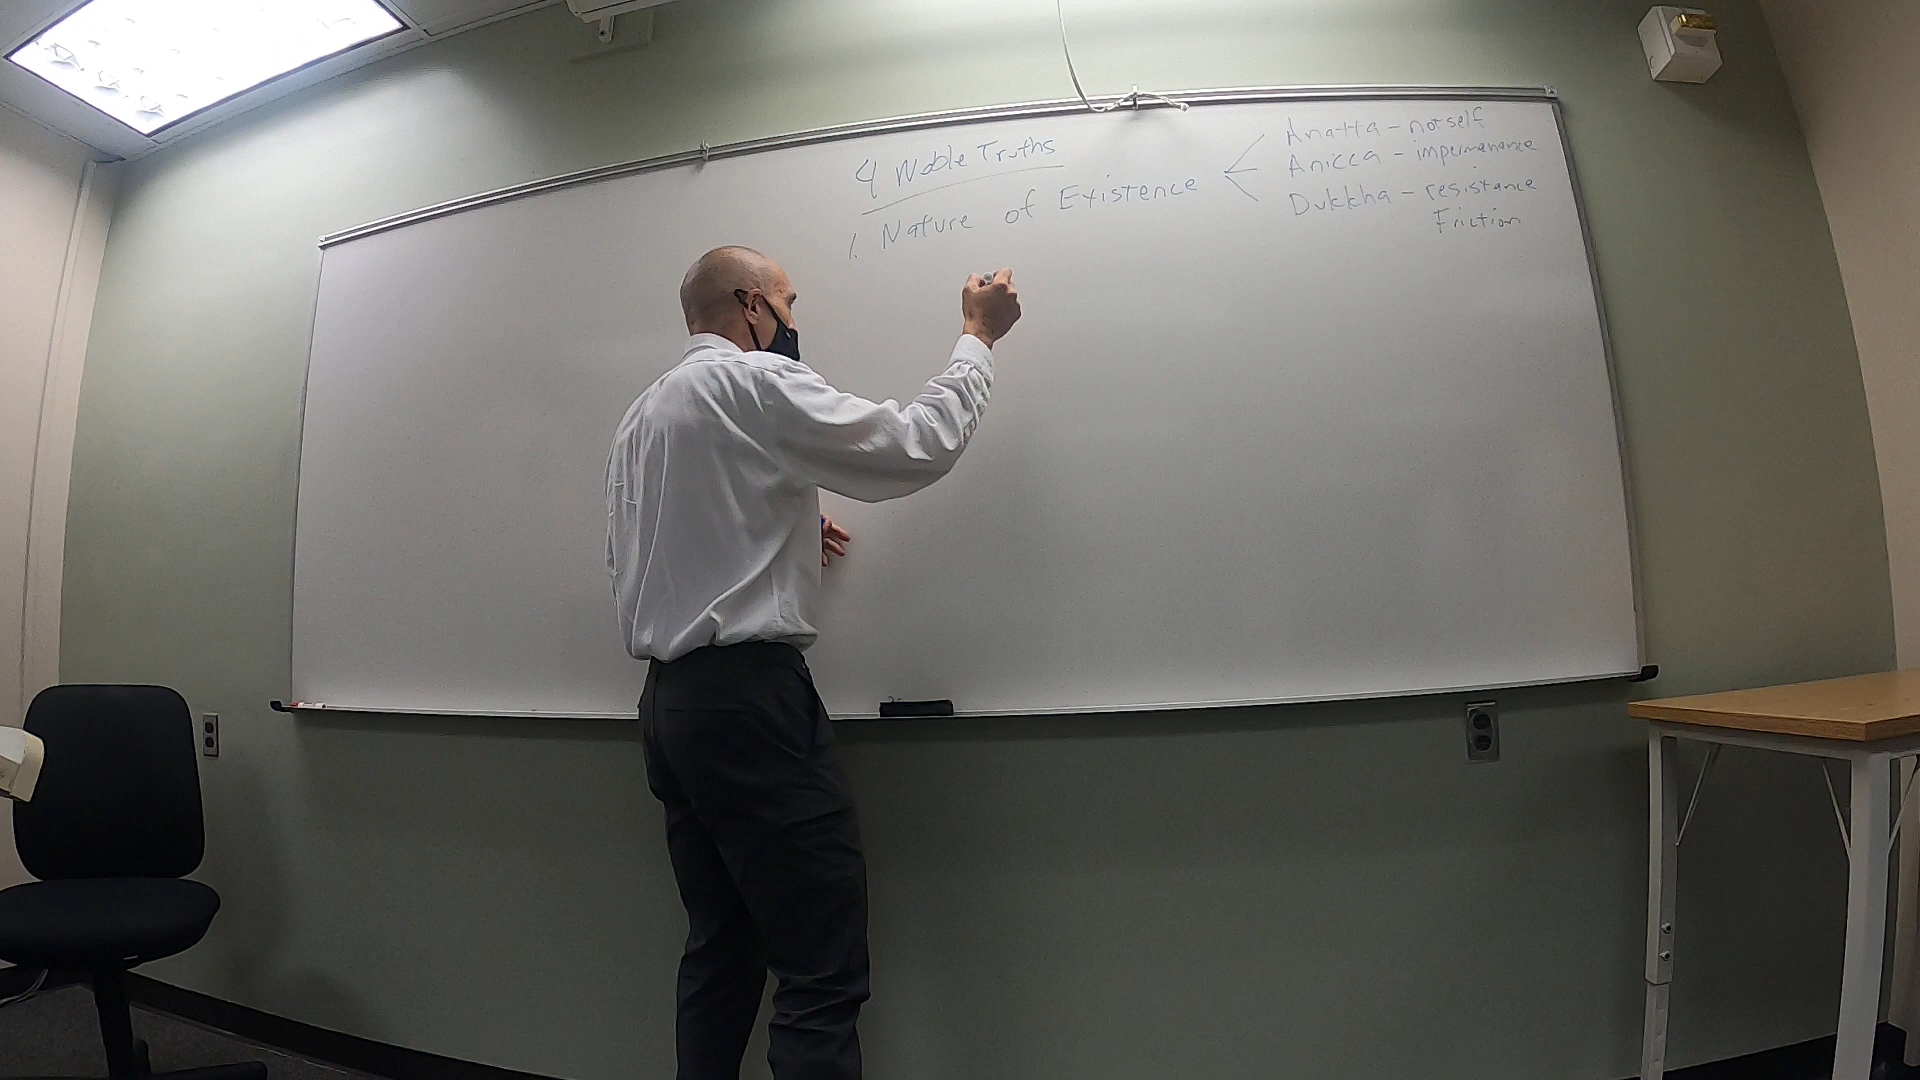 4 Noble Truths
1. Nature of Existence
Anatta - not self
Anicca - impermanance
Dukkha - resistance
Friction